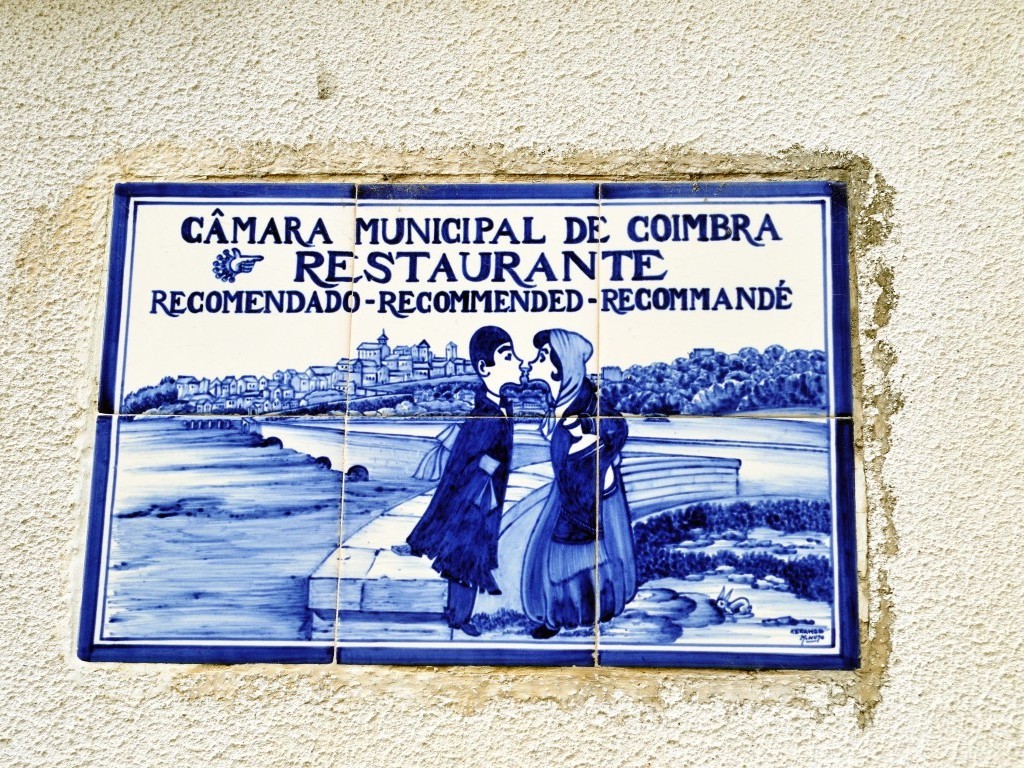 CÂMARA MUNICIPAL DE COIMBRA
RESTAURANTE
RECOMENDADO-RECOMMENDED-RECOMMANDÉ